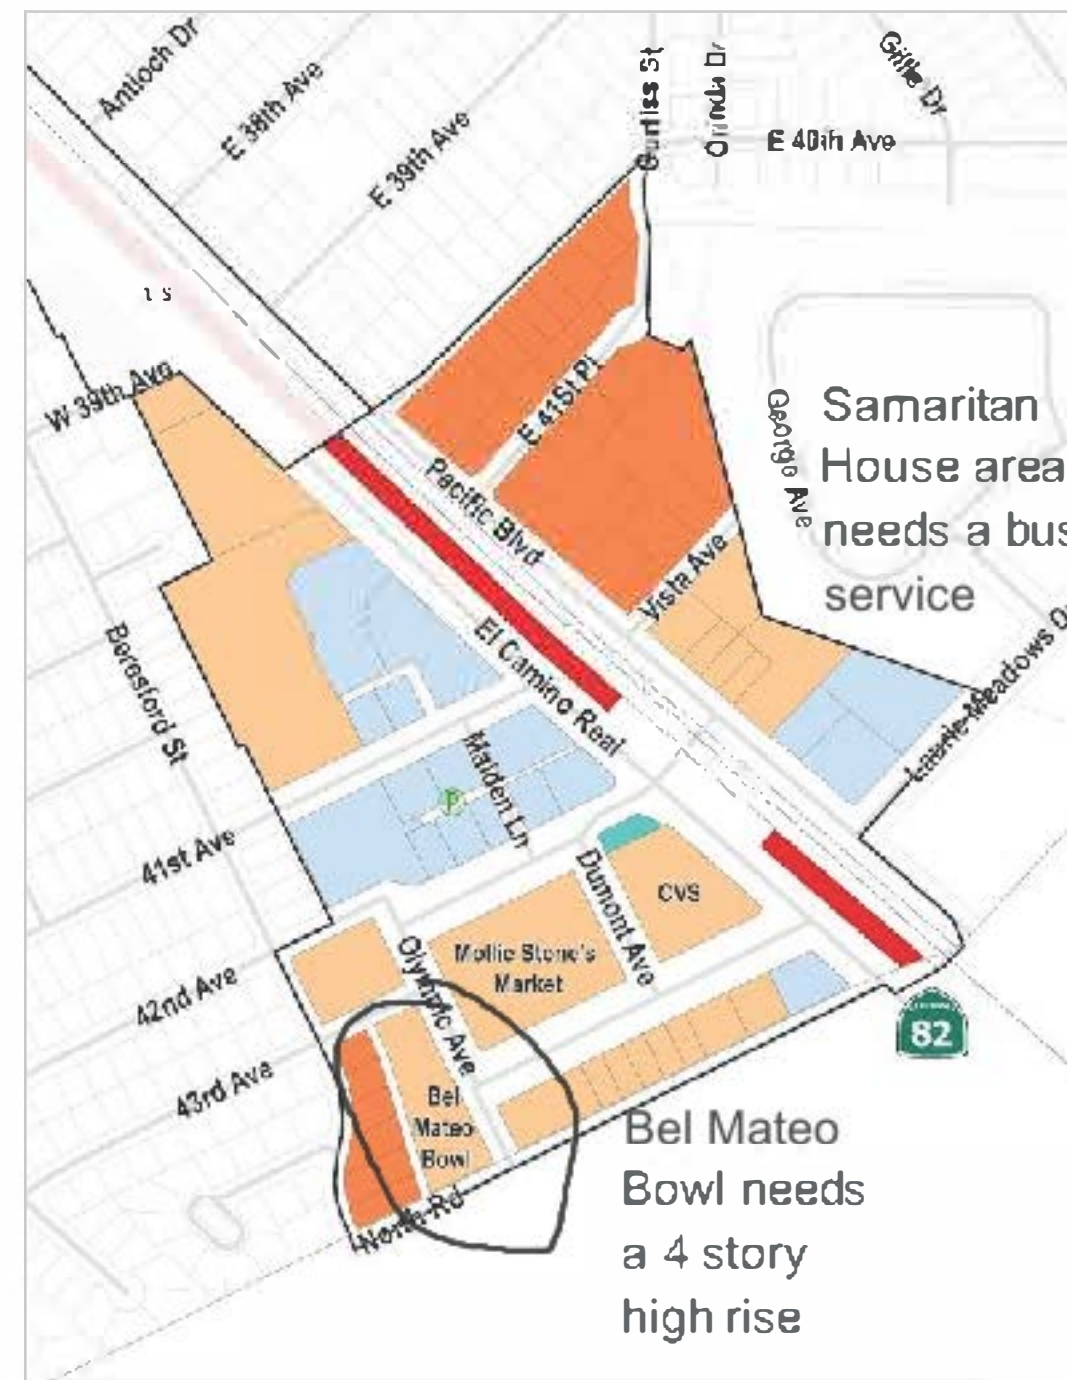 Antioch Dr
E 38th Ave
E 39th Ave
Curtiss St
Orinda Dr
E 40th Ave
W 39th Ave
E 41St Pl
Pacific Blvd
George Ave
Samaritan
House area
needs a bus
service
Vista Ave
El Camino Real
Beresford St
Maiden Ln
P
41st Ave
Dumont Ave
CVS
Mollie Stone's
Market
42nd Ave
Olympic Ave
82
43rd Ave
Bel
Mateo
Bowl
North Rd
Bel Mateo
Bowl needs
a 4 story
high rise